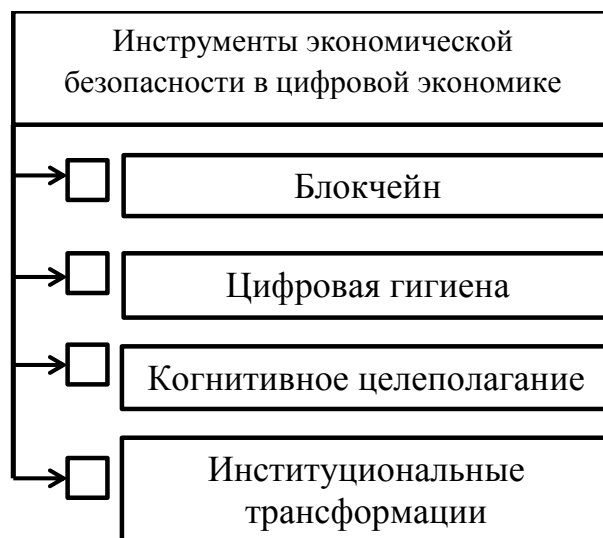 Инструменты экономической
безопасности в цифровой экономике
Блокчейн
Цифровая гигиена
Когнитивное целеполагание
Институциональные
трансформации